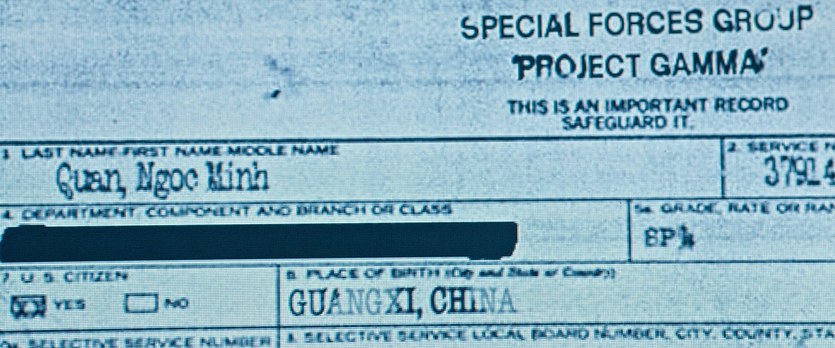 SPECIAL FORCES GROUP
'PROJECT GAMMA'
THIS IS AN IMPORTANT RECORD
SAFEGUARD IT.
1 LAST NAME-FIRST NAME MIDDLE NAME
2. SERVICE N
Quan, Ngoc Minh
37914
4. DEPARTMENT, COMPONENT AND BRANCH OR CLASS
5a. GRADE, RATE OR RAN
SP4
7. U. S. CITIZEN
8. PLACE OF BIRTH (City and State or Country)
YES
NO
GUANGXI, CHINA
SELECTIVE SERVICE NUMBER
SELECTIVE SERVICE LOCAL BOARD NUMBER, CITY, COUNTY, STA